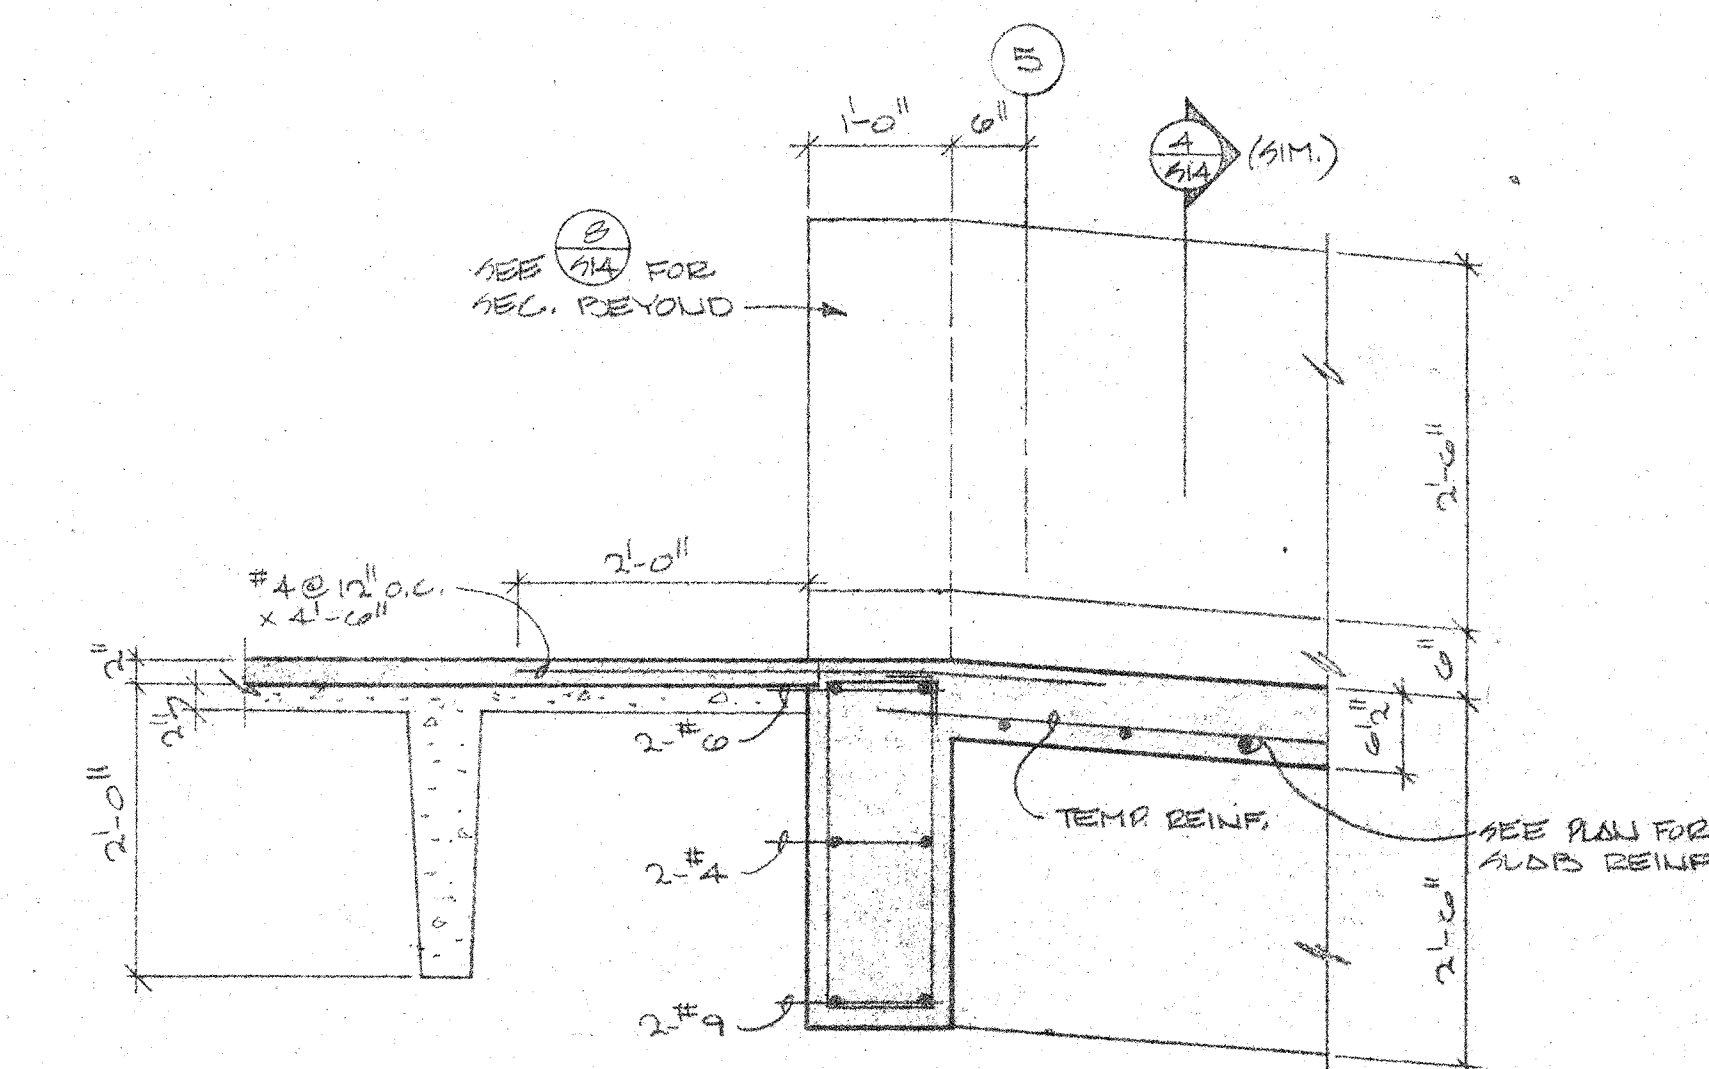 5
1'-0"
6"
4
S14
(SIM.)
8
SEE S14 FOR
SEC. BEYOND
2'-6"
2'-0"
#4@12" O.C.
x 4'-6"
2"
6"
2"
2-#6
6½"
2'-0"
TEMP. REINF.
SEE PLAN FOR
SLAB REINF
2-#4
2'-6"
2-#9